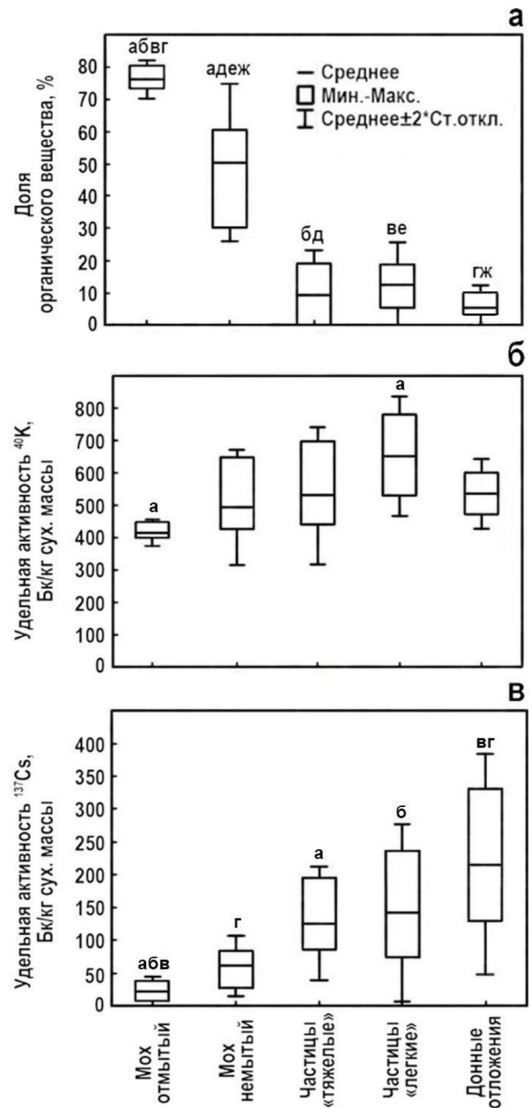 а
абвг
адеж
бд
ве
гж
— Среднее
Мин.-Макс.
Среднее±2*Ст.откл.
Доля
органического вещества, %
80
70
60
50
40
30
20
10
0
б
а
а
Удельная активность ⁴⁰K,
Бк/кг сух. массы
800
700
600
500
400
300
200
100
0
в
абв
г
а
б
вг
Удельная активность ¹³⁷Cs,
Бк/кг сух. массы
400
350
300
250
200
150
100
50
0
Мох
отмытый
Мох
немытый
Частицы
«тяжелые»
Частицы
«легкие»
Донные
отложения